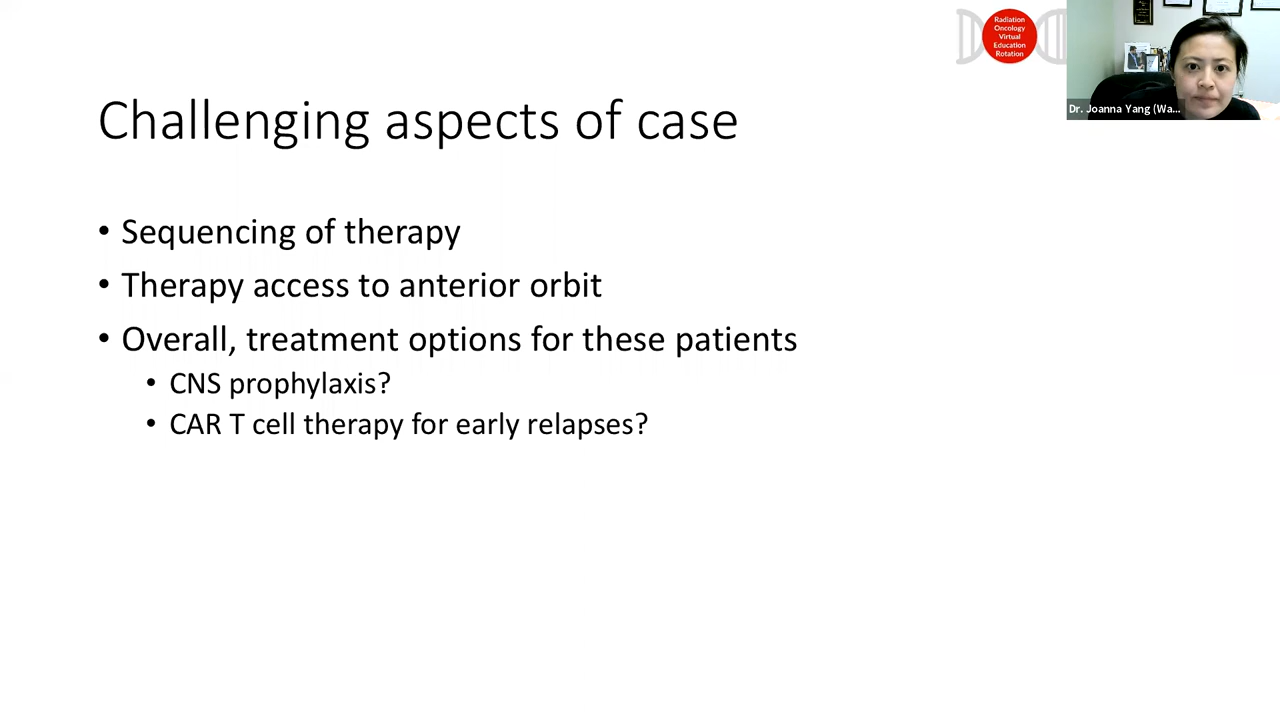 Radiation
Oncology
Virtual
Education
Rotation
Dr. Joanna Yang (Wa...
Challenging aspects of case
• Sequencing of therapy
• Therapy access to anterior orbit
• Overall, treatment options for these patients
• CNS prophylaxis?
• CAR T cell therapy for early relapses?